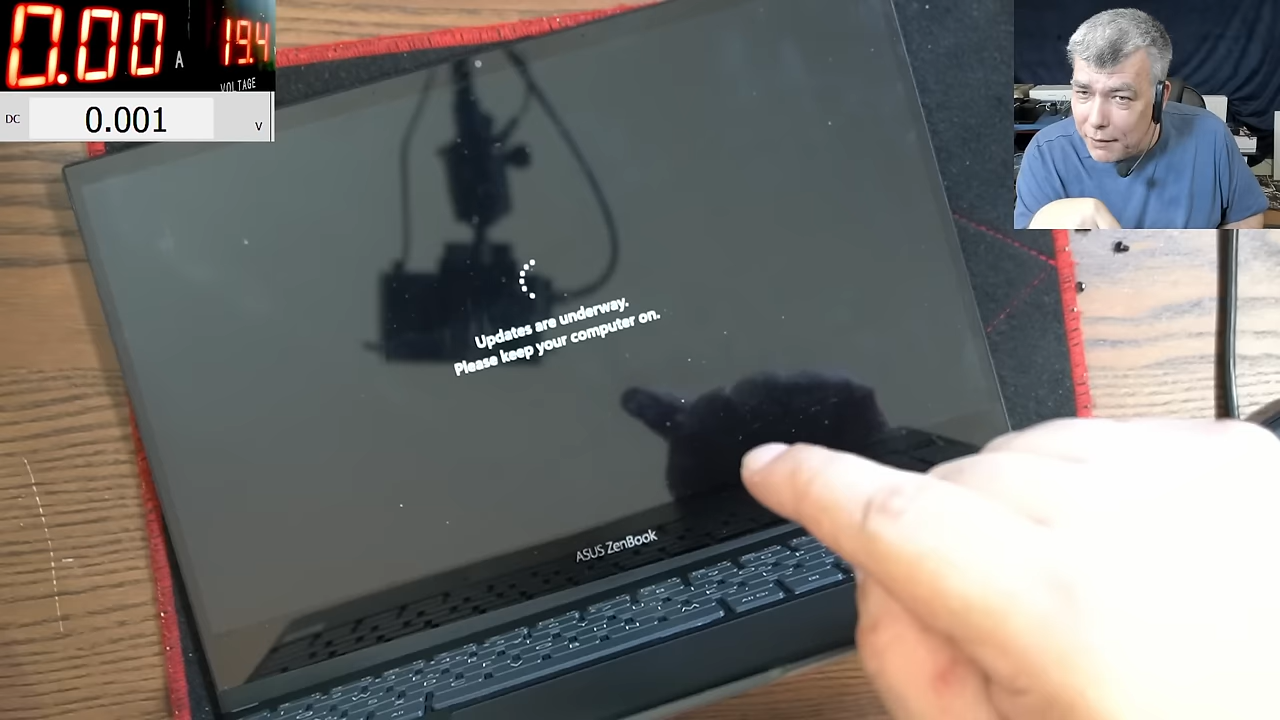 0.00 A 19.4 V
VOLTAGE
DC 0.001 V
Updates are underway.
Please keep your computer on.
ASUS ZenBook